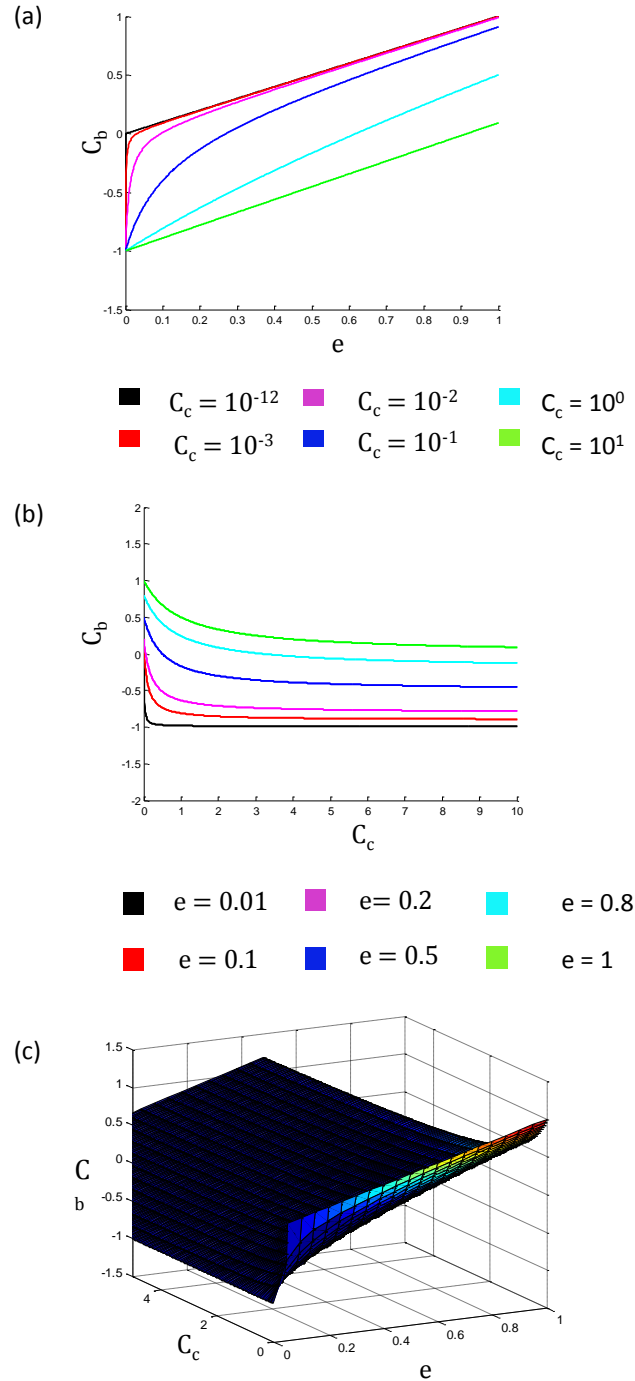 (a)
1
0.5
0
-0.5
-1
-1.5
C_b
0 0.1 0.2 0.3 0.4 0.5 0.6 0.7 0.8 0.9 1
e
C_c = 10^-12 C_c = 10^-2 C_c = 10^0
C_c = 10^-3 C_c = 10^-1 C_c = 10^1
(b)
2
1.5
1
0.5
0
-0.5
-1
-1.5
-2
C_b
0 1 2 3 4 5 6 7 8 9 10
C_c
e = 0.01 e= 0.2 e = 0.8
e = 0.1 e = 0.5 e = 1
(c)
1.5
1
0.5
0
-0.5
-1
-1.5
C
b
4
2
0
C_c
0 0.2 0.4 0.6 0.8 1
e